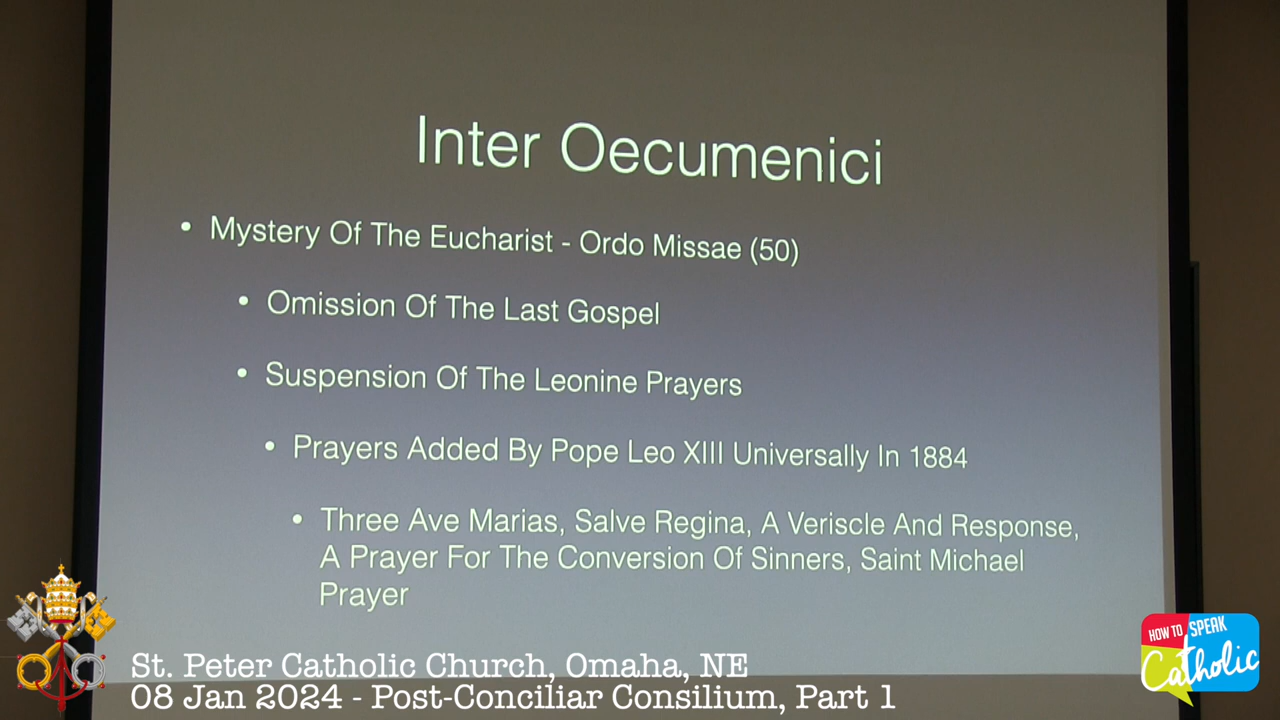 Inter Oecumenici
• Mystery Of The Eucharist - Ordo Missae (50)
• Omission Of The Last Gospel
• Suspension Of The Leonine Prayers
• Prayers Added By Pope Leo XIII Universally In 1884
• Three Ave Marias, Salve Regina, A Veriscle And Response,
A Prayer For The Conversion Of Sinners, Saint Michael
Prayer
St. Peter Catholic Church, Omaha, NE
08 Jan 2024 - Post-Conciliar Consilium, Part 1
HOW TO SPEAK
Catholic